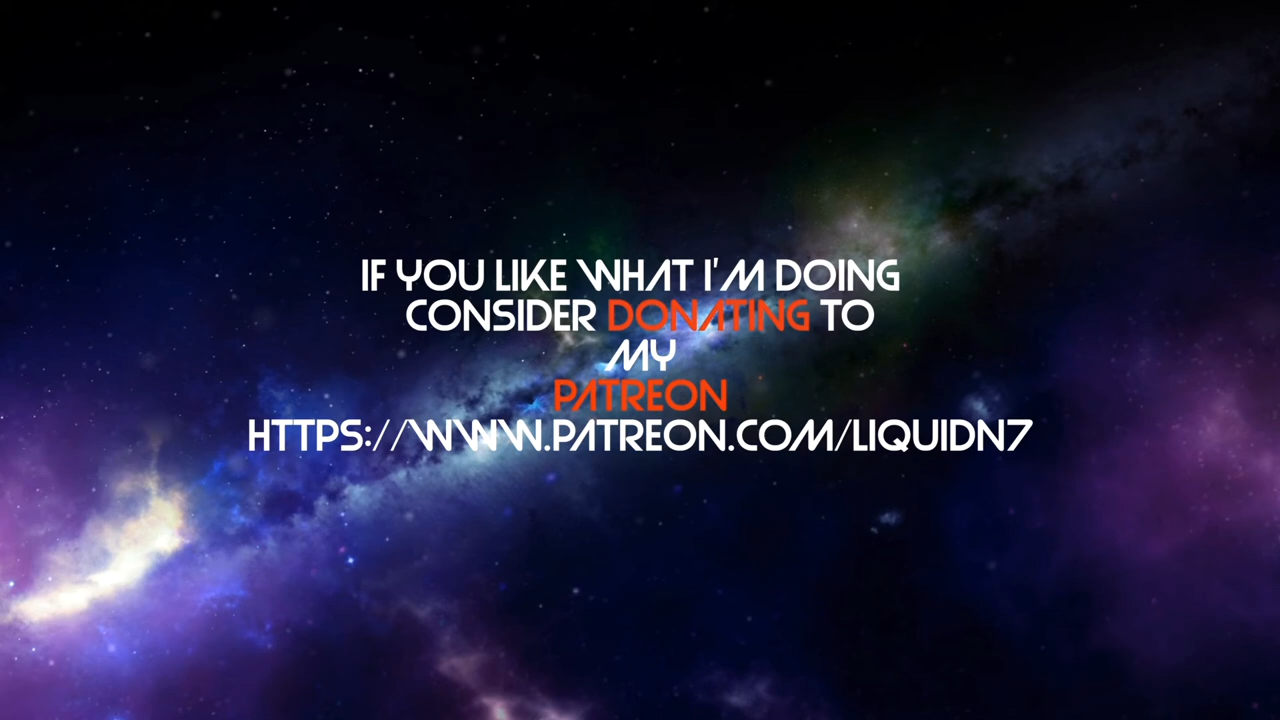 IF YOU LIKE WHAT I'M DOING
CONSIDER DONATING TO
MY
PATREON
HTTPS://WWW.PATREON.COM/LIQUIDN7